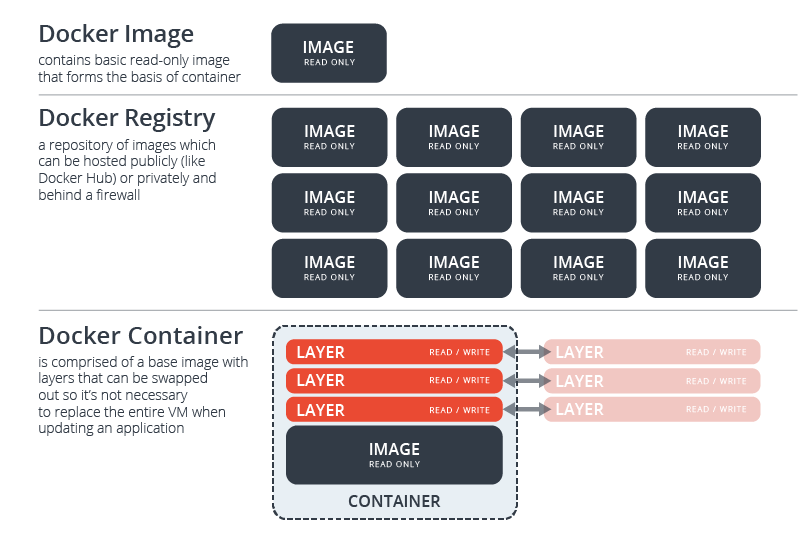 Docker Image
contains basic read-only image
that forms the basis of container
IMAGE
READ ONLY
Docker Registry
a repository of images which
can be hosted publicly (like
Docker Hub) or privately and
behind a firewall
IMAGE
READ ONLY
IMAGE
READ ONLY
IMAGE
READ ONLY
IMAGE
READ ONLY
IMAGE
READ ONLY
IMAGE
READ ONLY
IMAGE
READ ONLY
IMAGE
READ ONLY
IMAGE
READ ONLY
IMAGE
READ ONLY
IMAGE
READ ONLY
IMAGE
READ ONLY
Docker Container
is comprised of a base image with
layers that can be swapped
out so it's not necessary
to replace the entire VM when
updating an application
LAYER READ / WRITE
LAYER READ / WRITE
LAYER READ / WRITE
LAYER READ / WRITE
LAYER READ / WRITE
LAYER READ / WRITE
IMAGE
READ ONLY
CONTAINER